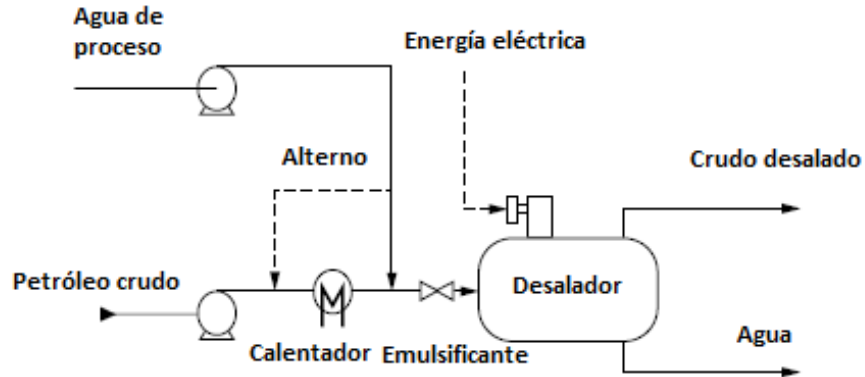 Agua de
proceso
Energía eléctrica
Alterno
Crudo desalado
Petróleo crudo
Desalador
Calentador
Emulsificante
Agua